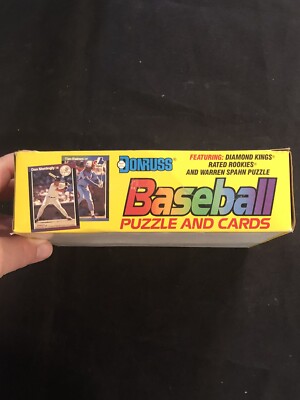 DONRUSS
FEATURING: DIAMOND KINGS®
RATED ROOKIES®
AND WARREN SPAHN PUZZLE
Baseball
PUZZLE AND CARDS